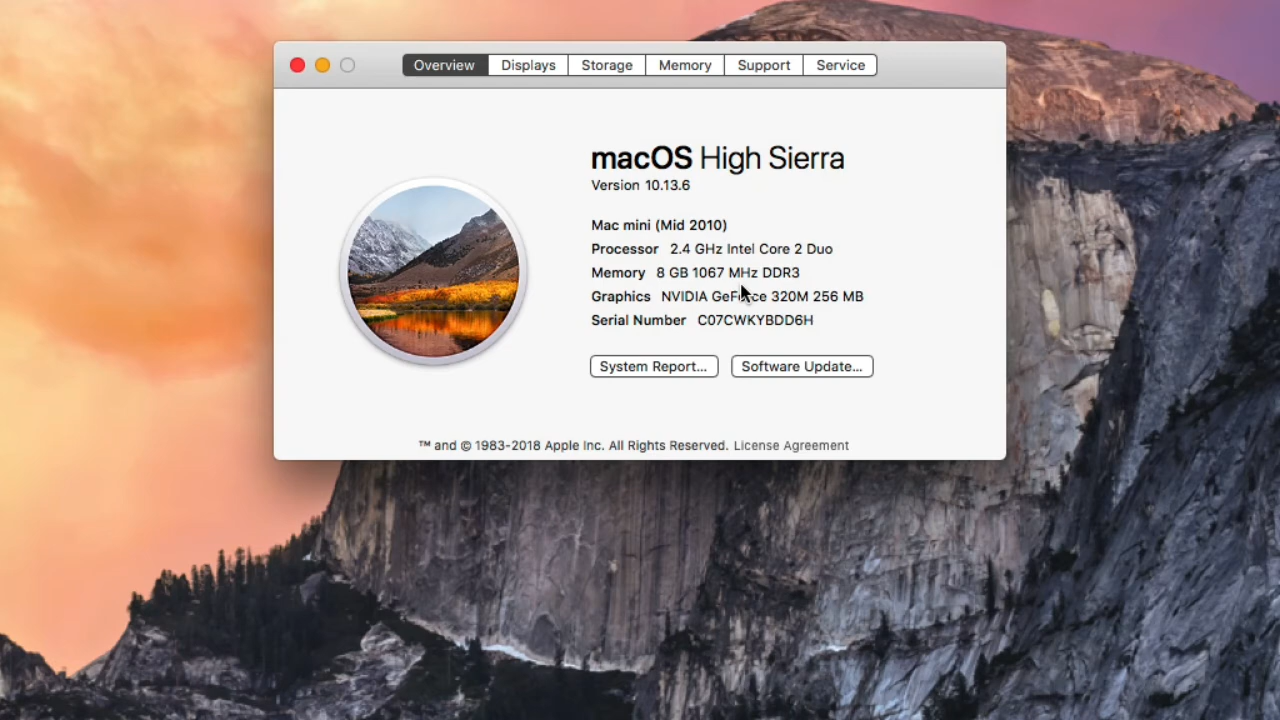 Overview Displays Storage Memory Support Service
macOS High Sierra
Version 10.13.6
Mac mini (Mid 2010)
Processor 2.4 GHz Intel Core 2 Duo
Memory 8 GB 1067 MHz DDR3
Graphics NVIDIA GeForce 320M 256 MB
Serial Number C07CWKYBDD6H
System Report... Software Update...
™ and © 1983-2018 Apple Inc. All Rights Reserved. License Agreement